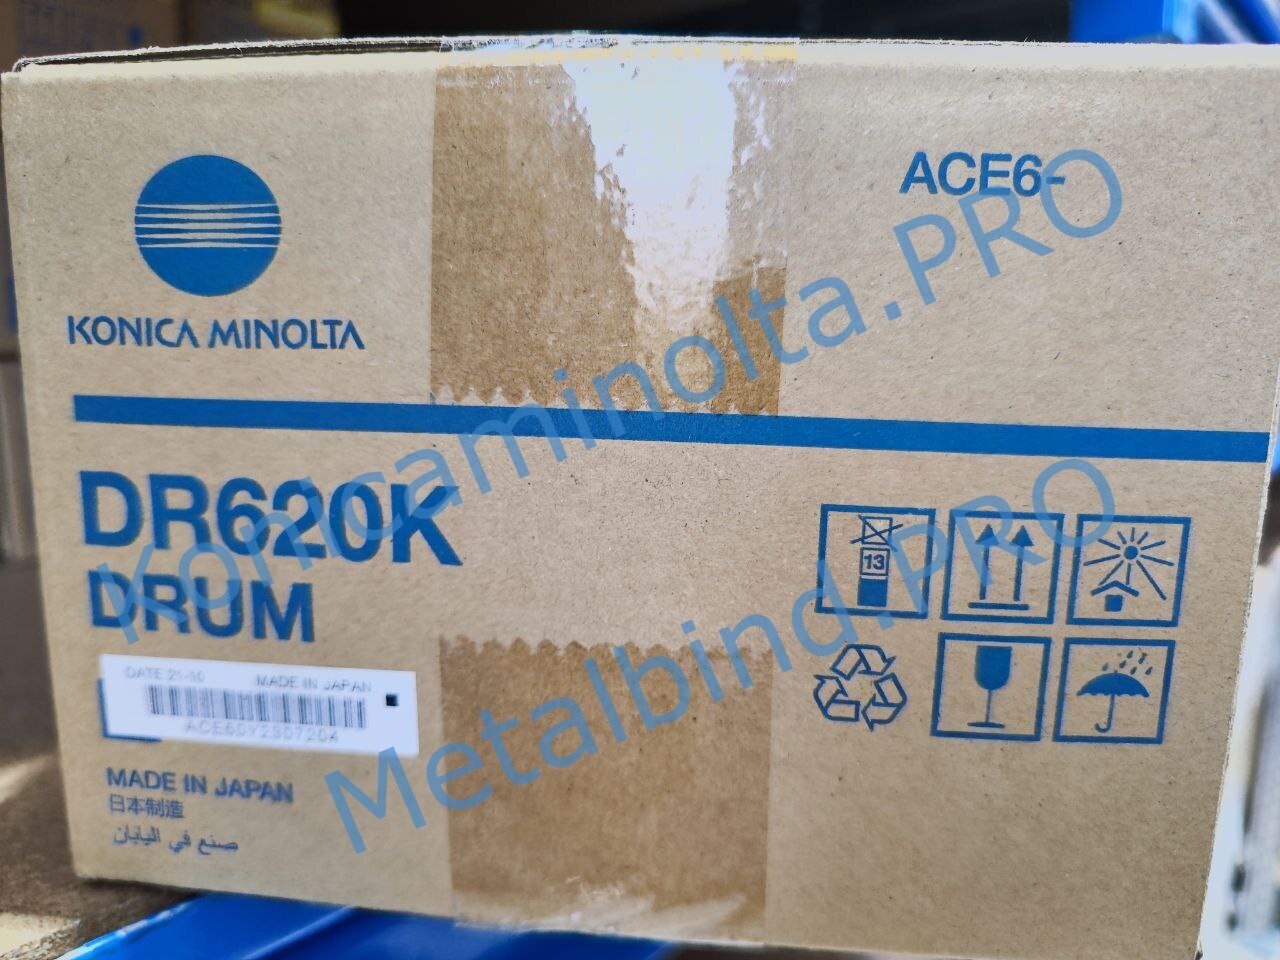 ACE6-
KONICA MINOLTA
DR620K
DRUM
DATE 21-10 MADE IN JAPAN
ACE60Y2307204
MADE IN JAPAN
日本制造
صنع في اليابان
13
Konicaminolta.PRO
Metalbind.PRO